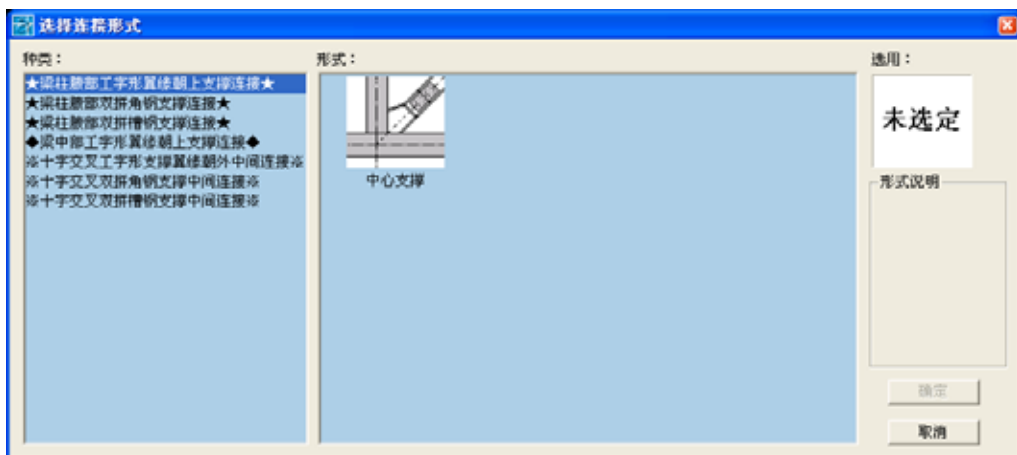 选择连接形式
种类：
形式：
选用：
★梁柱腋部工字形翼缘朝上支撑连接★
★梁柱腋部双拼角钢支撑连接★
★梁柱腋部双拼槽钢支撑连接★
◆梁中部工字形翼缘朝上支撑连接◆
※十字交叉工字形支撑翼缘朝外中间连接※
※十字交叉双拼角钢支撑中间连接※
※十字交叉双拼槽钢支撑中间连接※
中心支撑
未选定
形式说明
确定
取消